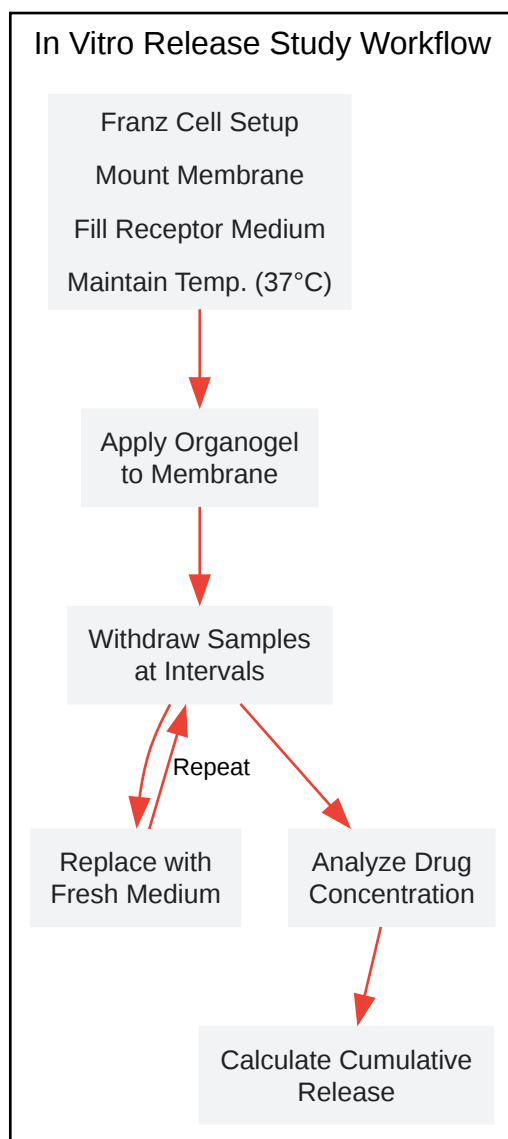 In Vitro Release Study Workflow
Franz Cell Setup
Mount Membrane
Fill Receptor Medium
Maintain Temp. (37°C)
Apply Organogel
to Membrane
Withdraw Samples
at Intervals
Repeat
Replace with
Fresh Medium
Analyze Drug
Concentration
Calculate Cumulative
Release